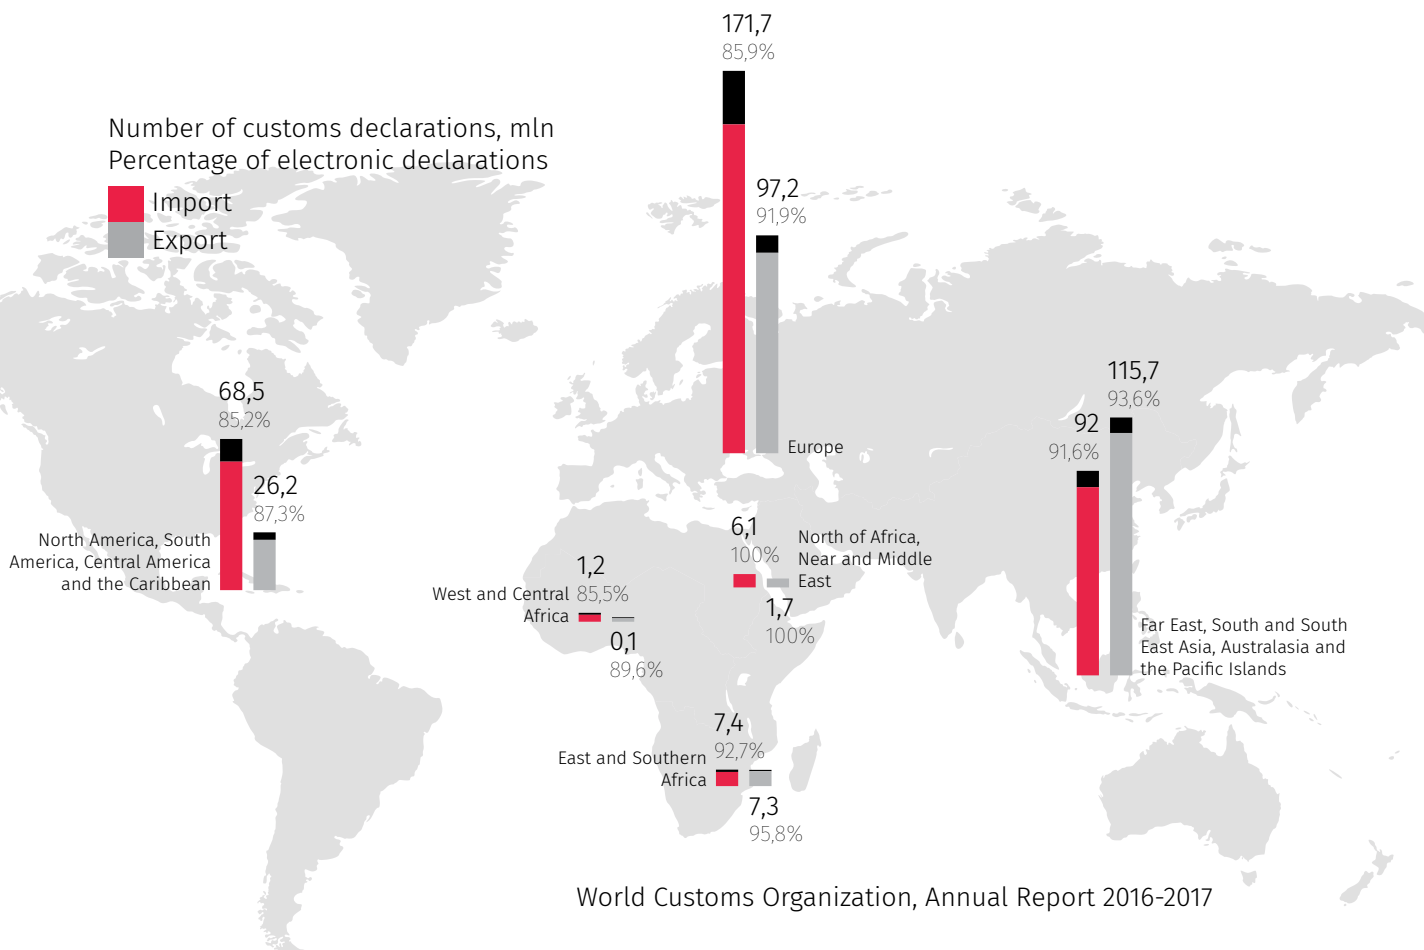 171,7
85,9%
Number of customs declarations, mln
Percentage of electronic declarations
Import
Export
97,2
91,9%
Europe
68,5
85,2%
26,2
87,3%
North America, South
America, Central America
and the Caribbean
115,7
93,6%
92
91,6%
Far East, South and South
East Asia, Australasia and
the Pacific Islands
6,1
100%
North of Africa,
Near and Middle
East
1,7
100%
1,2
85,5%
West and Central
Africa
0,1
89,6%
7,4
92,7%
East and Southern
Africa
7,3
95,8%
World Customs Organization, Annual Report 2016-2017